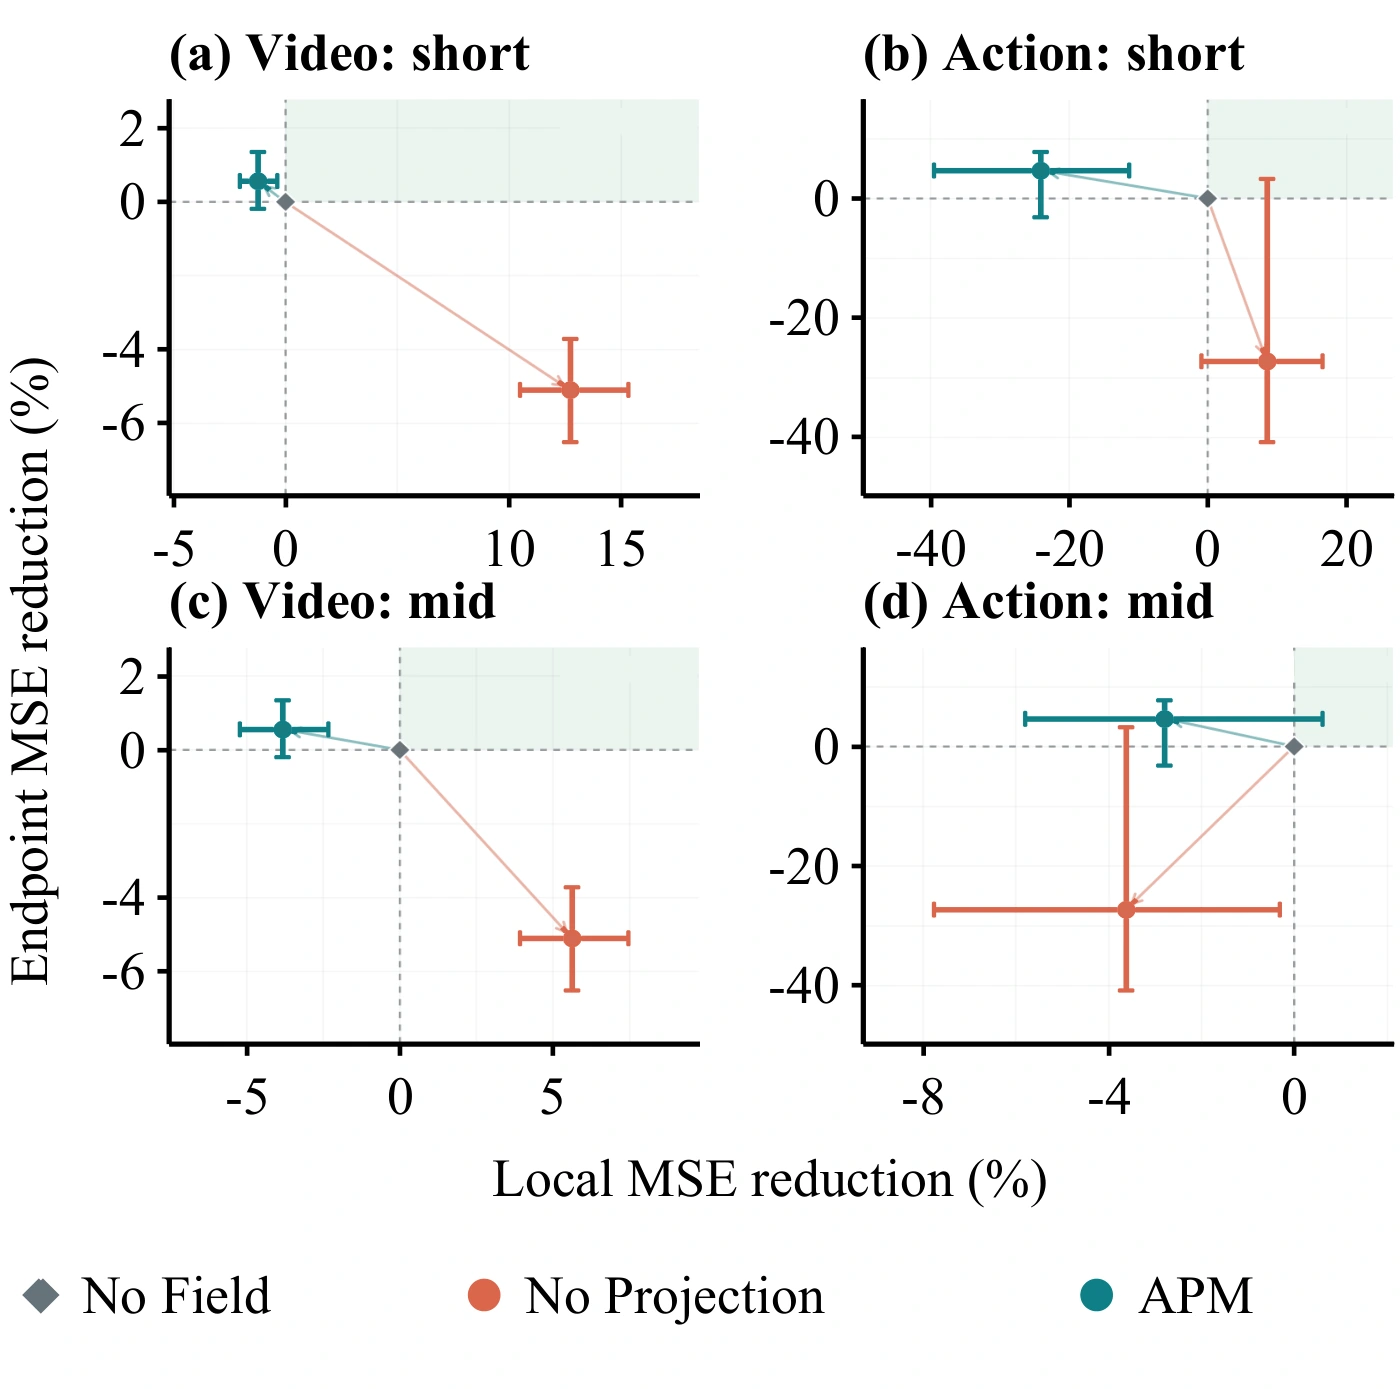 (a) Video: short
2
0
-4
-6
-5 0 10 15
(b) Action: short
0
-20
-40
-40 -20 0 20
(c) Video: mid
2
0
-4
-6
-5 0 5
(d) Action: mid
0
-20
-40
-8 -4 0
Endpoint MSE reduction (%)
Local MSE reduction (%)
No Field No Projection APM